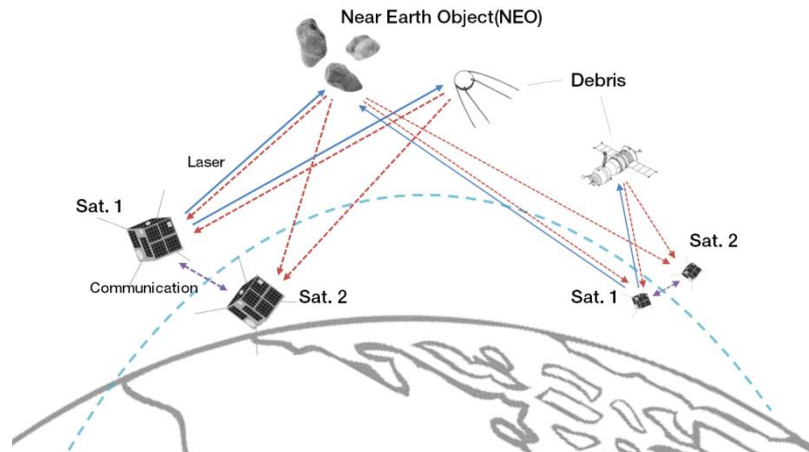 Near Earth Object(NEO)
Debris
Laser
Sat. 1
Communication
Sat. 2
Sat. 2
Sat. 1